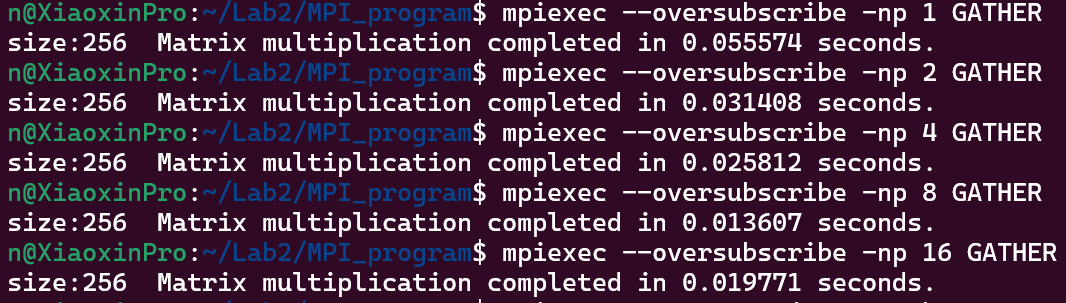 n@XiaoxinPro:~/Lab2/MPI_program$ mpiexec --oversubscribe -np 1 GATHER
size:256  Matrix multiplication completed in 0.055574 seconds.
n@XiaoxinPro:~/Lab2/MPI_program$ mpiexec --oversubscribe -np 2 GATHER
size:256  Matrix multiplication completed in 0.031408 seconds.
n@XiaoxinPro:~/Lab2/MPI_program$ mpiexec --oversubscribe -np 4 GATHER
size:256  Matrix multiplication completed in 0.025812 seconds.
n@XiaoxinPro:~/Lab2/MPI_program$ mpiexec --oversubscribe -np 8 GATHER
size:256  Matrix multiplication completed in 0.013607 seconds.
n@XiaoxinPro:~/Lab2/MPI_program$ mpiexec --oversubscribe -np 16 GATHER
size:256  Matrix multiplication completed in 0.019771 seconds.